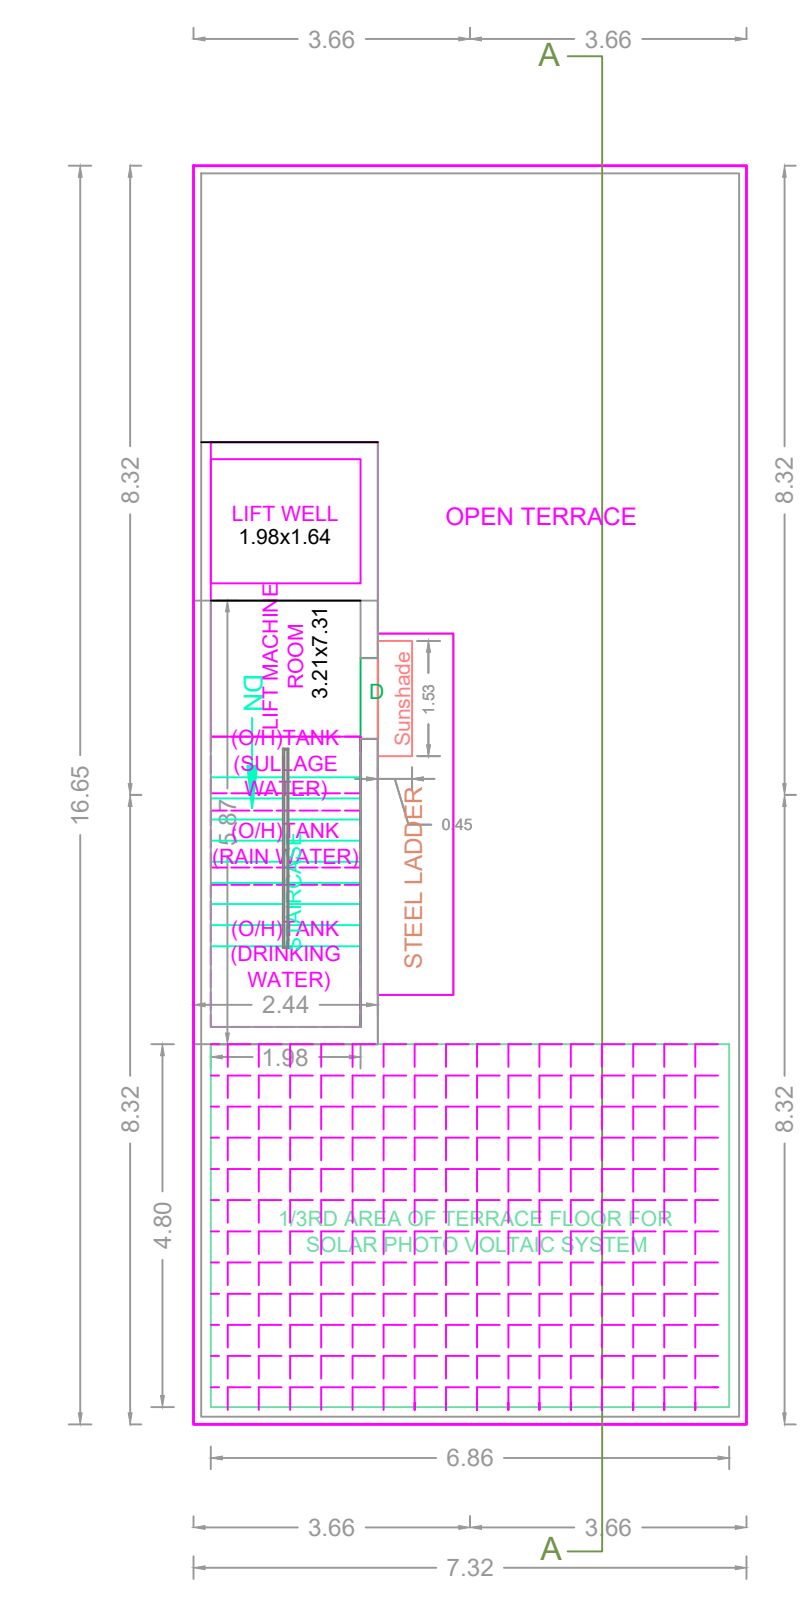 3.66
3.66
A
8.32
8.32
LIFT WELL
1.98x1.64
OPEN TERRACE
LIFT MACHINE
ROOM
3.21x7.31
DN
D
Sunshade
1.53
(O/H)TANK
(SULLAGE
WATER)
16.65
5.87
0.45
(O/H)TANK
(RAIN WATER)
STAIRCASE
STEEL LADDER
(O/H)TANK
(DRINKING
WATER)
2.44
1.98
8.32
8.32
4.80
1/3RD AREA OF TERRACE FLOOR FOR
SOLAR PHOTO VOLTAIC SYSTEM
6.86
3.66
3.66
A
7.32